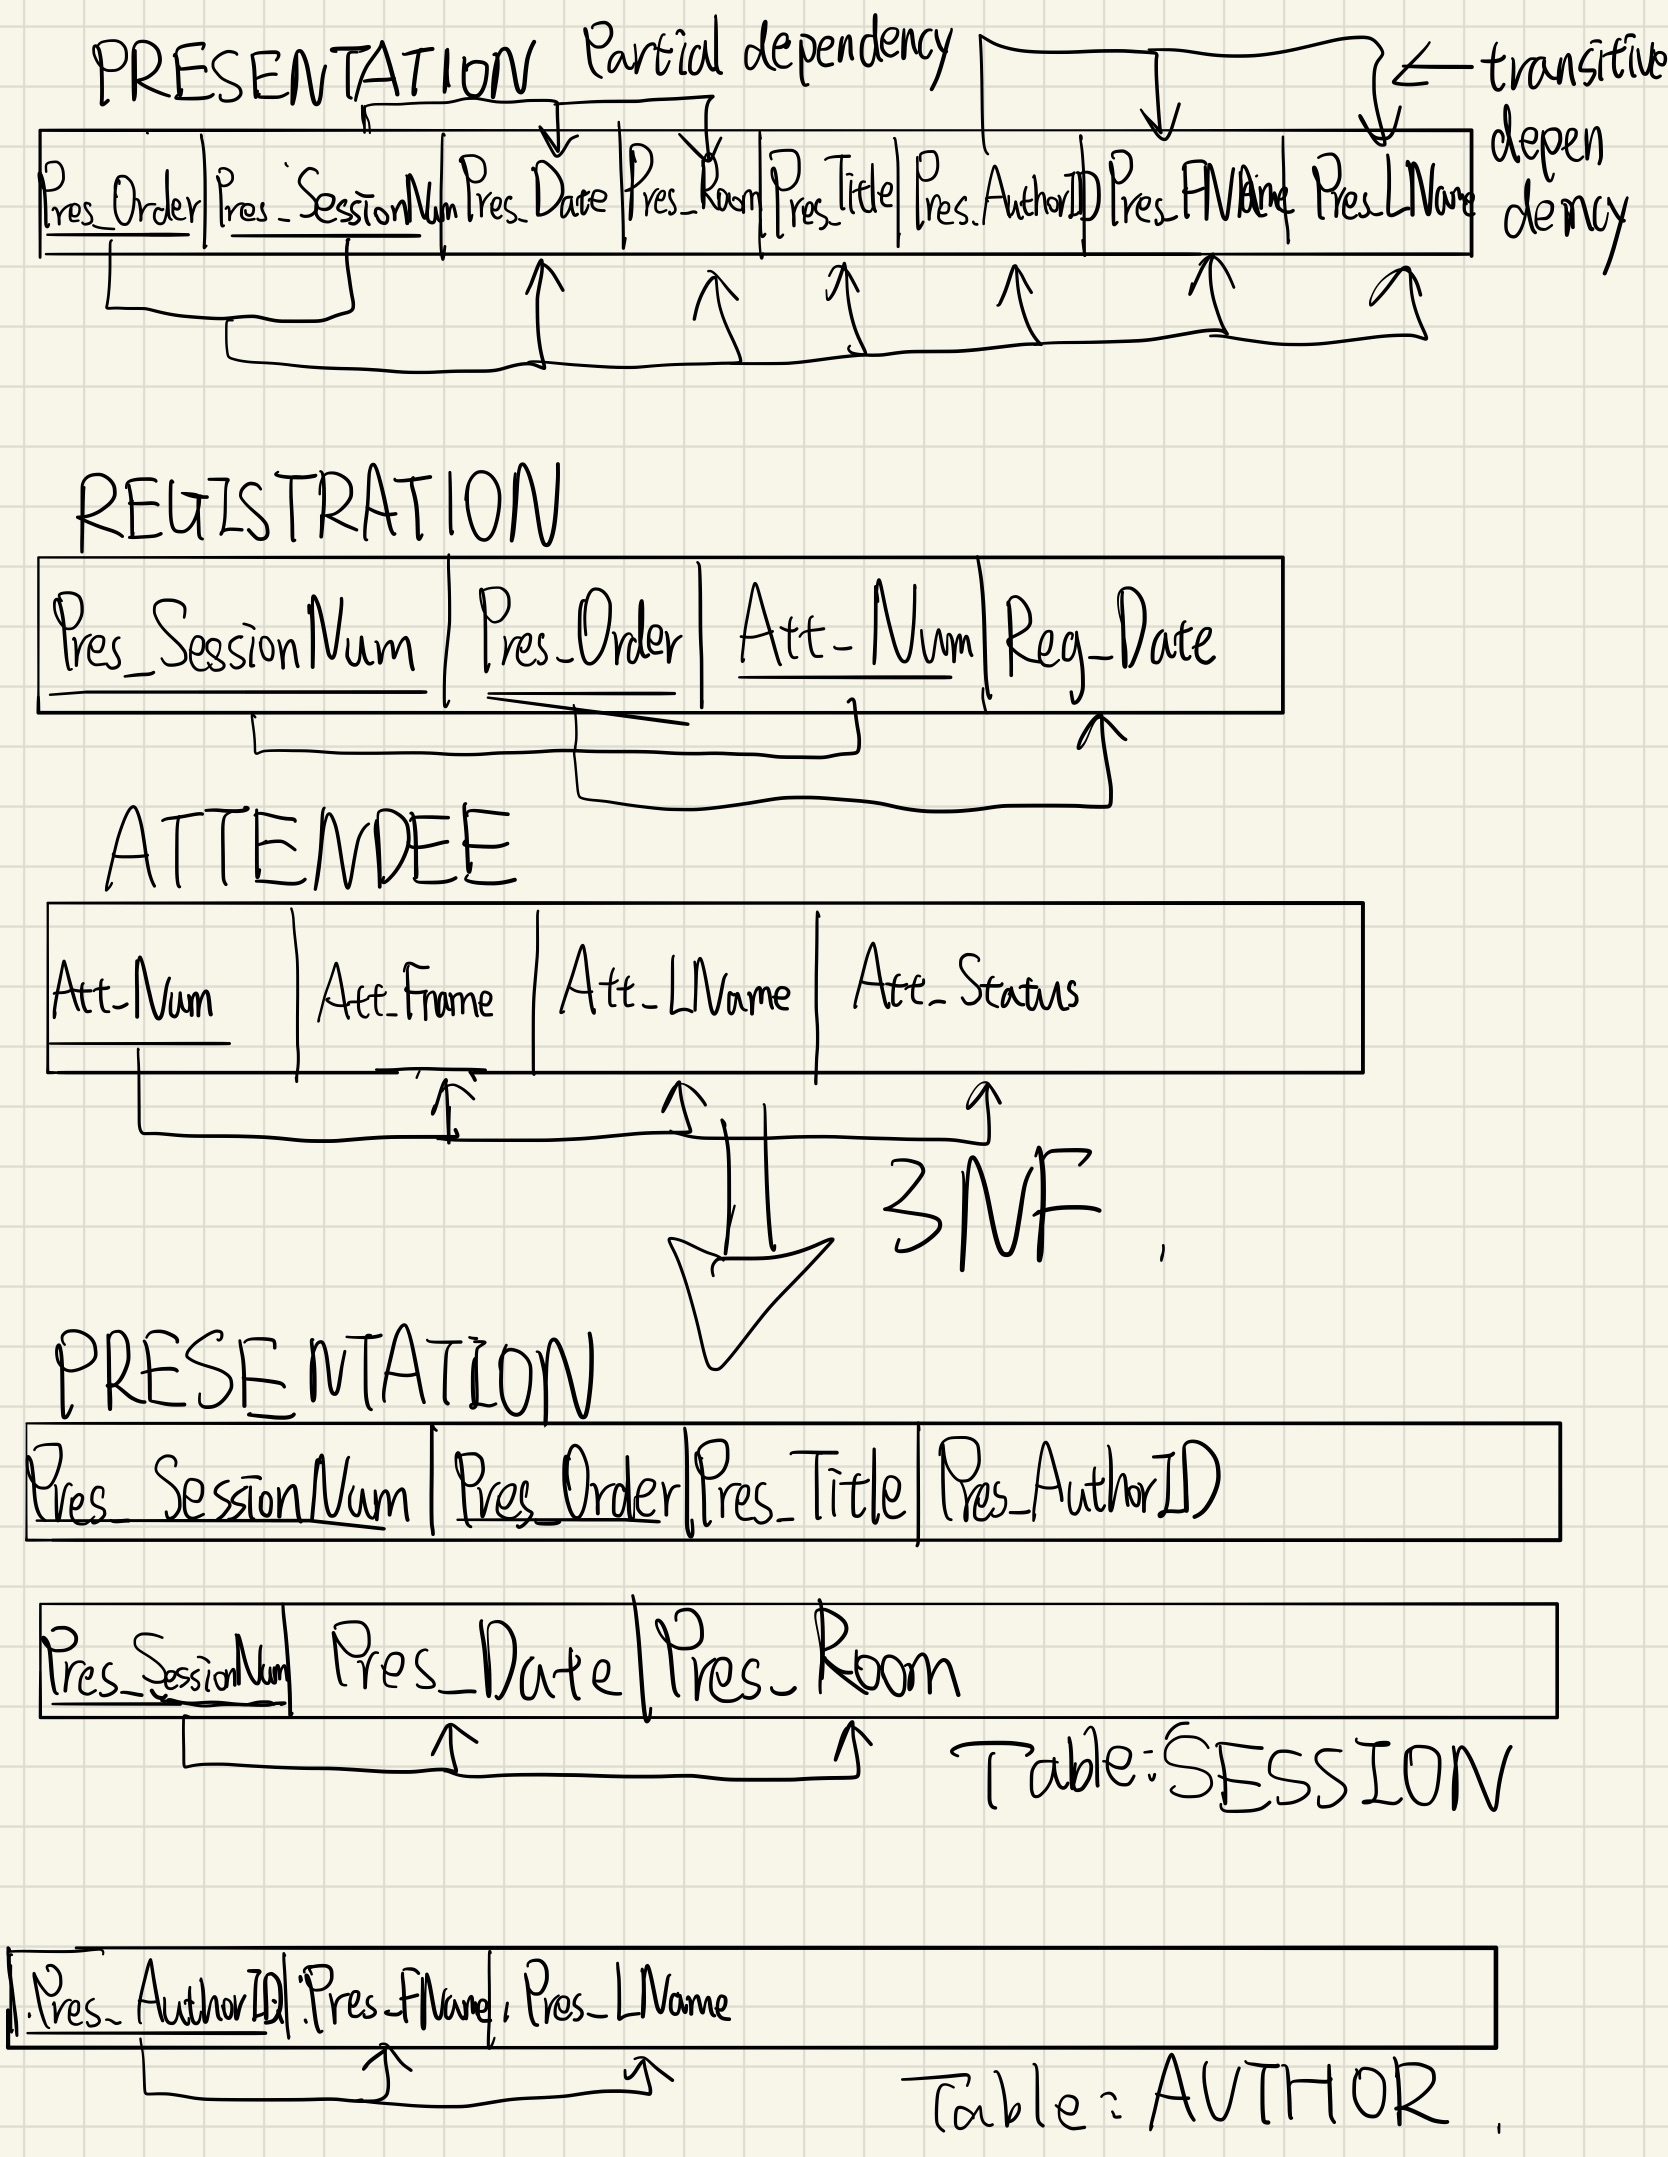 PRESENTATION Partial dependency
transitive
depen
dency
Pres_Order Pres_SessionNum Pres_Date Pres_Room Pres_Title Pres_AuthorID Pres_FName Pres_LName
REGISTRATION
Pres_SessionNum Pres_Order Att_Num Reg_Date
ATTENDEE
Att_Num Att_Fname Att_LName Att_Status
3NF.
PRESENTATION
Pres_SessionNum Pres_Order Pres_Title Pres_AuthorID
Pres_SessionNum Pres_Date Pres_Room
Table: SESSION
Pres_AuthorID Pres_FName Pres_LName
Table: AUTHOR.